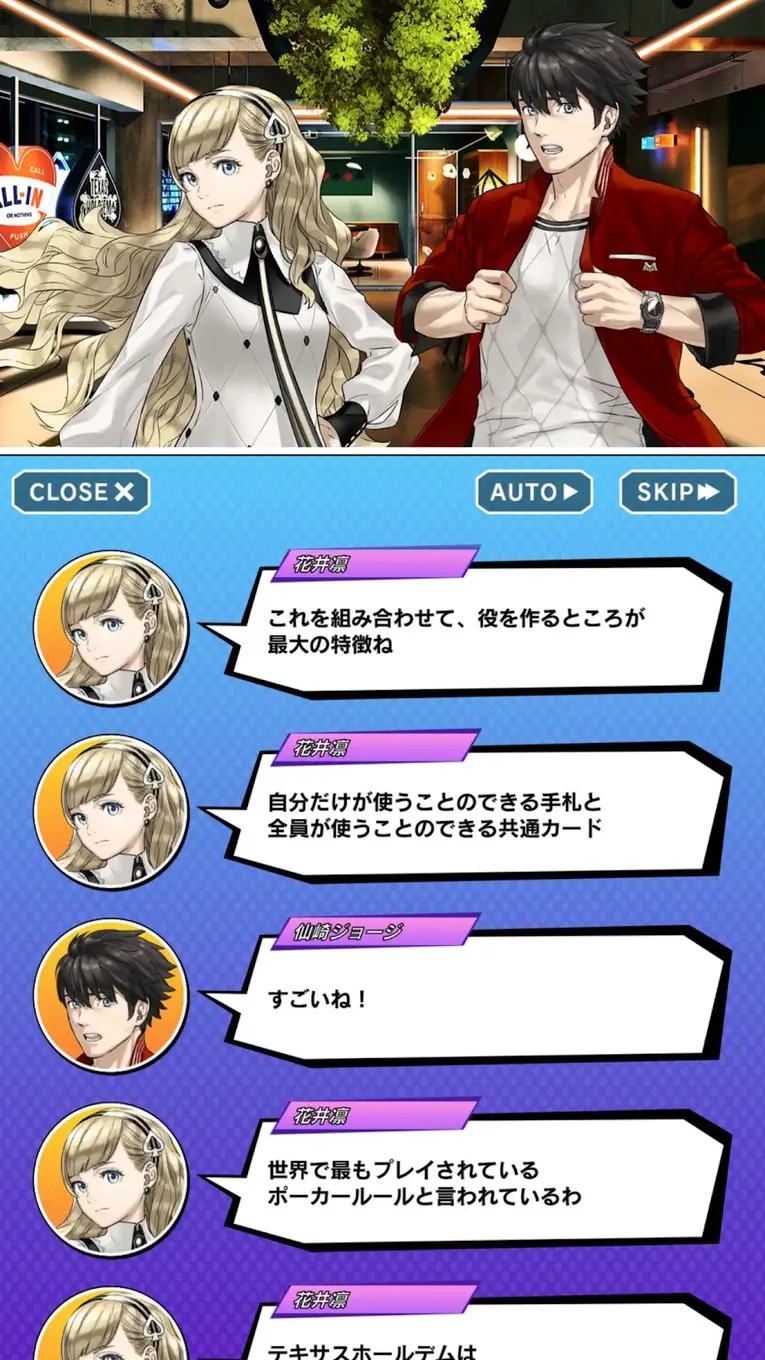 CALL
ALL-IN
OR NOTHING
PUSH
TEXAS
CLOSE
AUTO
SKIP
花井凛
これを組み合わせて、役を作るところが
最大の特徴ね
花井凛
自分だけが使うことのできる手札と
全員が使うことのできる共通カード
仙崎ジョージ
すごいね！
花井凛
世界で最もプレイされている
ポーカールールと言われているわ
花井凛
テキサスホールデムは